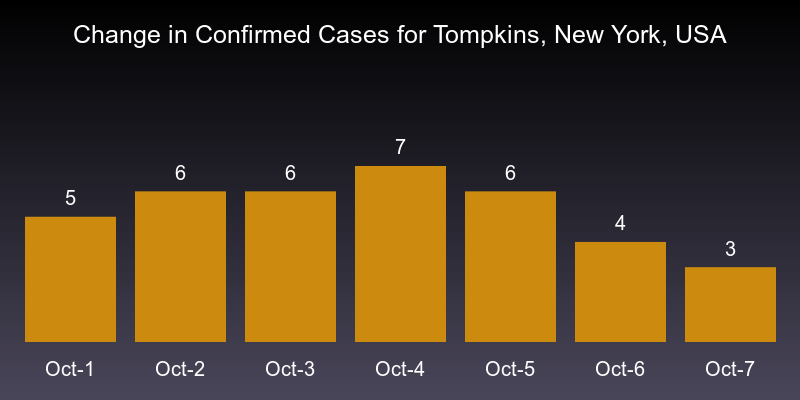 Change in Confirmed Cases for Tompkins, New York, USA
5
6
6
7
6
4
3
Oct-1
Oct-2
Oct-3
Oct-4
Oct-5
Oct-6
Oct-7